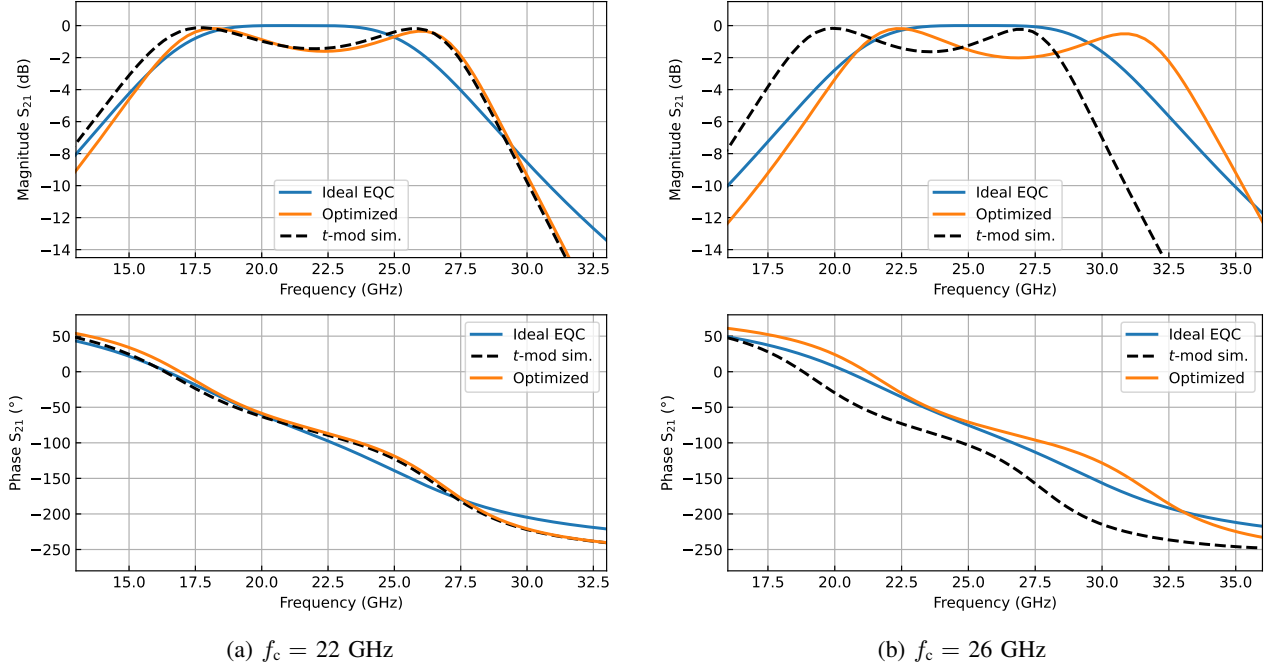 0
−2
−4
−6
−8
−10
−12
−14
Magnitude S21 (dB)
Ideal EQC
Optimized
t-mod sim.
15.0 17.5 20.0 22.5 25.0 27.5 30.0 32.5
Frequency (GHz)
50
0
−50
−100
−150
−200
−250
Phase S21 (°)
Ideal EQC
t-mod sim.
Optimized
15.0 17.5 20.0 22.5 25.0 27.5 30.0 32.5
Frequency (GHz)
(a) fc = 22 GHz
0
−2
−4
−6
−8
−10
−12
−14
Magnitude S21 (dB)
Ideal EQC
Optimized
t-mod sim.
17.5 20.0 22.5 25.0 27.5 30.0 32.5 35.0
Frequency (GHz)
50
0
−50
−100
−150
−200
−250
Phase S21 (°)
Ideal EQC
t-mod sim.
Optimized
17.5 20.0 22.5 25.0 27.5 30.0 32.5 35.0
Frequency (GHz)
(b) fc = 26 GHz